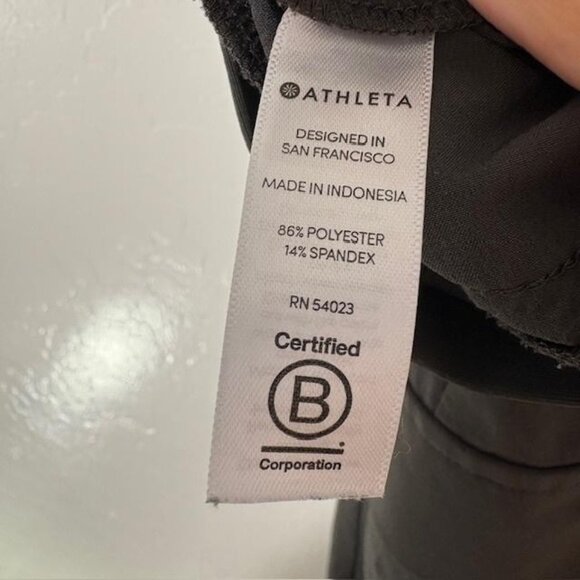 ATHLETA
DESIGNED IN
SAN FRANCISCO
MADE IN INDONESIA
86% POLYESTER
14% SPANDEX
RN 54023
Certified
B
Corporation